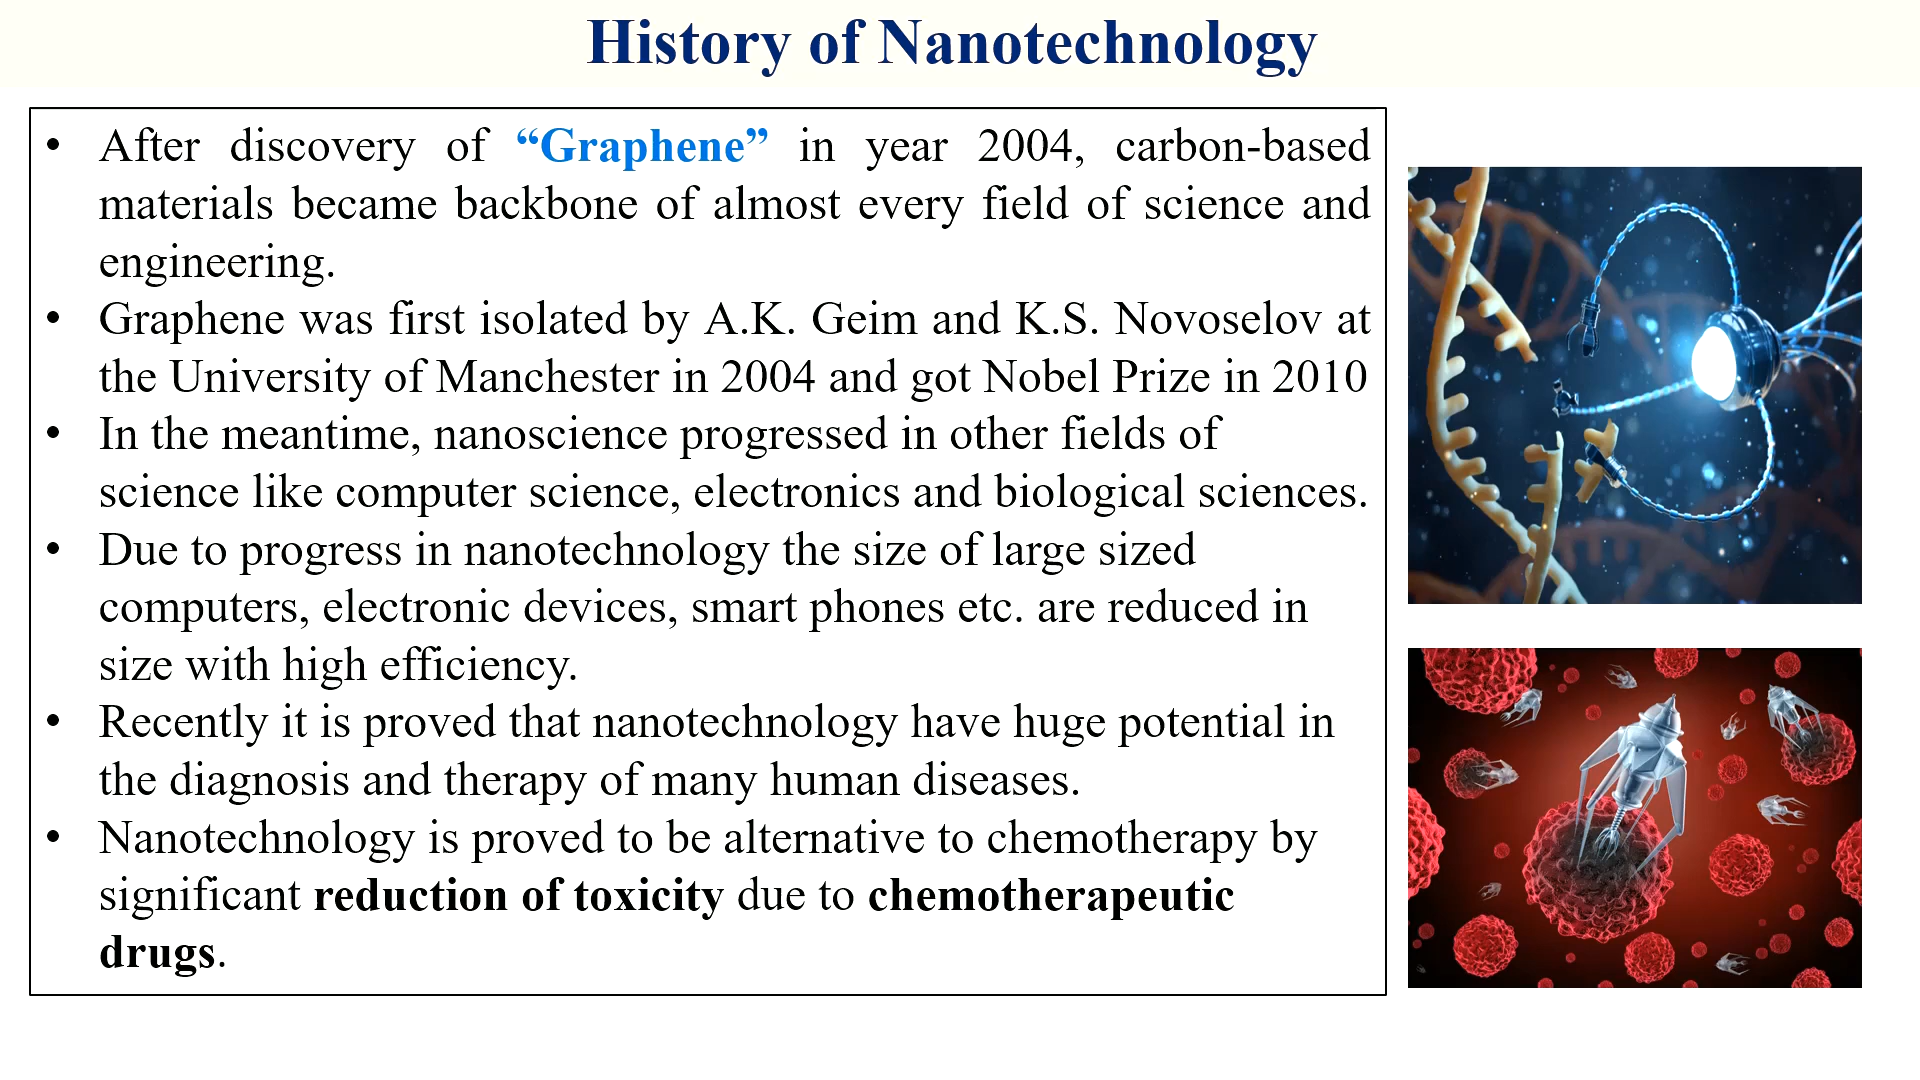 History of Nanotechnology
• After discovery of “Graphene” in year 2004, carbon-based
materials became backbone of almost every field of science and
engineering.
• Graphene was first isolated by A.K. Geim and K.S. Novoselov at
the University of Manchester in 2004 and got Nobel Prize in 2010
• In the meantime, nanoscience progressed in other fields of
science like computer science, electronics and biological sciences.
• Due to progress in nanotechnology the size of large sized
computers, electronic devices, smart phones etc. are reduced in
size with high efficiency.
• Recently it is proved that nanotechnology have huge potential in
the diagnosis and therapy of many human diseases.
• Nanotechnology is proved to be alternative to chemotherapy by
significant reduction of toxicity due to chemotherapeutic
drugs.